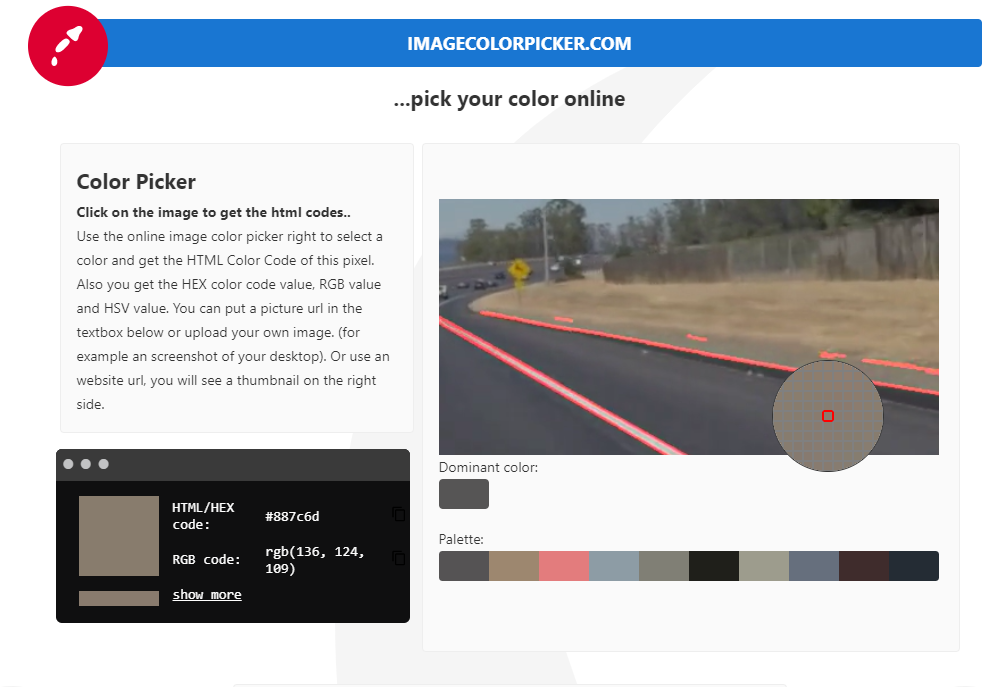 IMAGECOLORPICKER.COM
...pick your color online
Color Picker
Click on the image to get the html codes..
Use the online image color picker right to select a
color and get the HTML Color Code of this pixel.
Also you get the HEX color code value, RGB value
and HSV value. You can put a picture url in the
textbox below or upload your own image. (for
example an screenshot of your desktop). Or use an
website url, you will see a thumbnail on the right
side.
HTML/HEX
code:
#887c6d
RGB code:
rgb(136, 124,
109)
show more
Dominant color:
Palette: